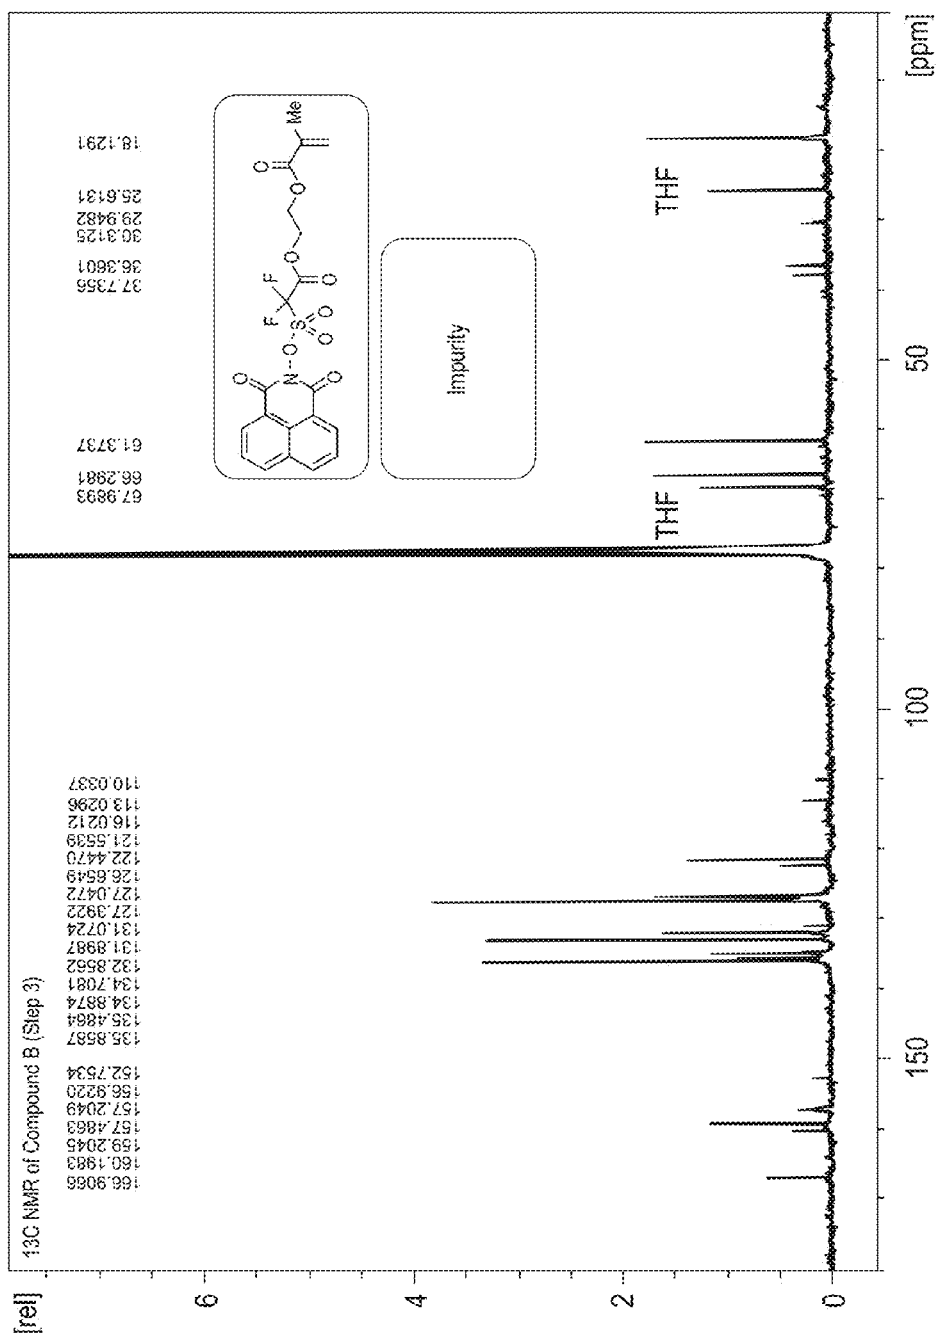 [rel]
13C NMR of Compound B (Step 3)
166.9066
160.1983
159.2045
157.4863
157.2049
156.9220
152.7534
135.8587
135.4864
134.8874
134.7081
132.8562
131.8987
131.0724
127.3922
127.0472
126.6549
122.4470
121.5539
116.0212
113.0296
110.0337
67.9893
66.2981
61.3737
37.7356
36.3601
30.3125
29.9482
25.6131
18.1291
O
N
O
O
S
O
O
F
F
O
O
O
O
Me
Impurity
THF
THF
6
4
2
0
150
100
50
[ppm]